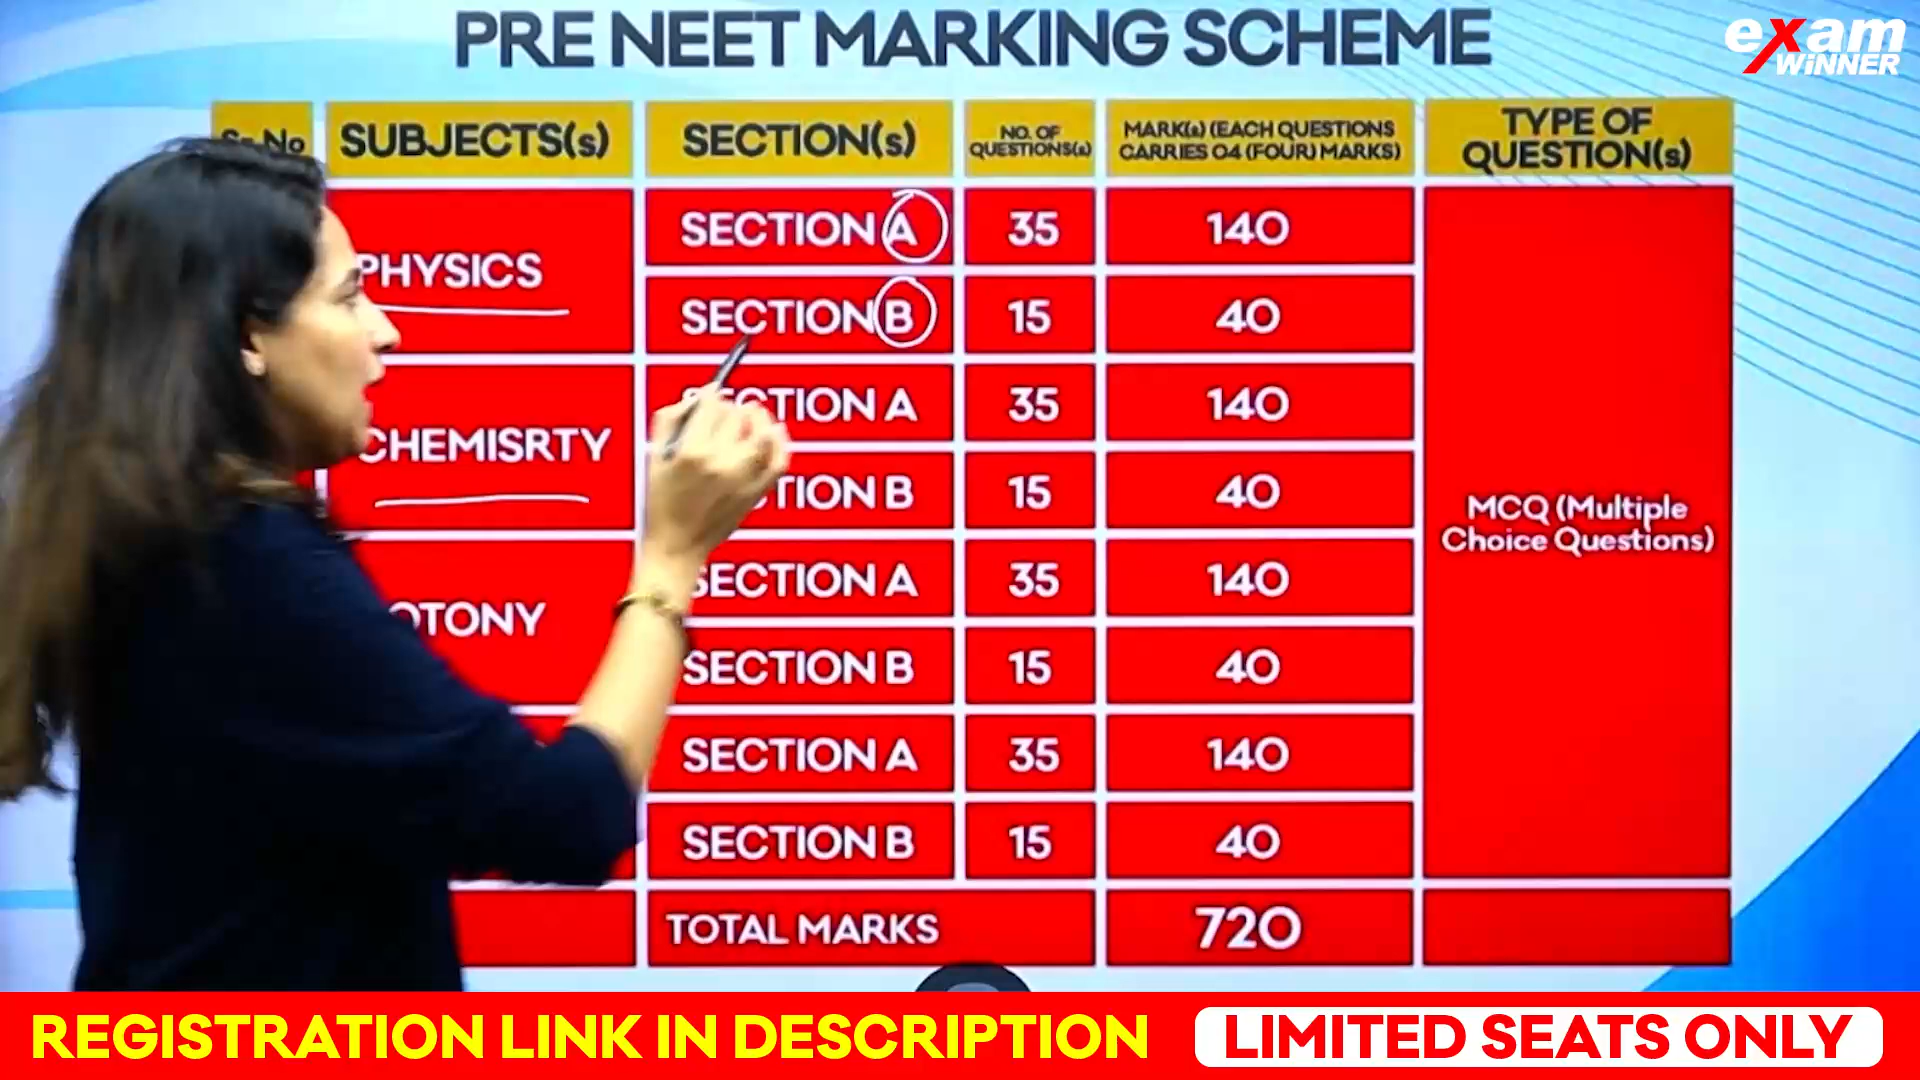 PRE NEET MARKING SCHEME
exam
WiNNER
Sr No
SUBJECTS(s)
SECTION(s)
NO. OF
QUESTIONS(s)
MARK(s) (EACH QUESTIONS
CARRIES 04 (FOUR) MARKS)
TYPE OF
QUESTION(s)
PHYSICS
SECTION A
35
140
SECTION B
15
40
CHEMISRTY
SECTION A
35
140
SECTION B
15
40
OTONY
SECTION A
35
140
SECTION B
15
40
SECTION A
35
140
SECTION B
15
40
MCQ (Multiple
Choice Questions)
TOTAL MARKS
720
REGISTRATION LINK IN DESCRIPTION
LIMITED SEATS ONLY